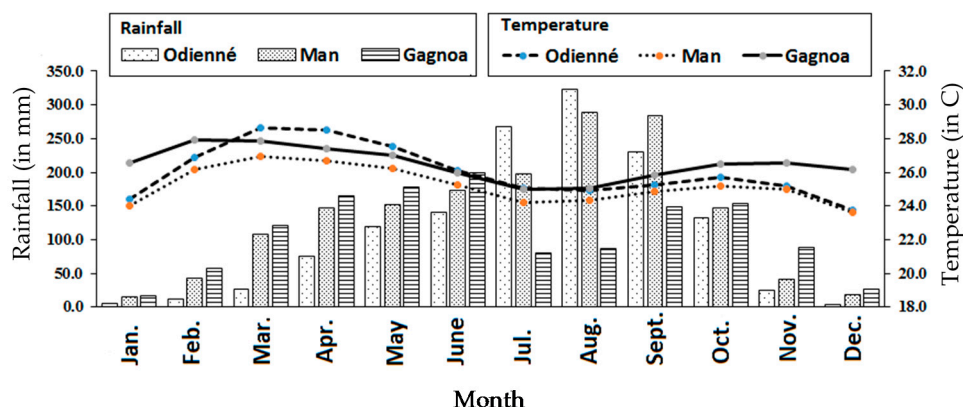 Rainfall
Odienné Man Gagnoa
Temperature
Odienné Man Gagnoa
Rainfall (in mm)
350.0
300.0
250.0
200.0
150.0
100.0
50.0
0.0
32.0
30.0
28.0
26.0
24.0
22.0
20.0
18.0
Temperature (in C)
Jan. Feb. Mar. Apr. May June Jul. Aug. Sept. Oct. Nov. Dec.
Month